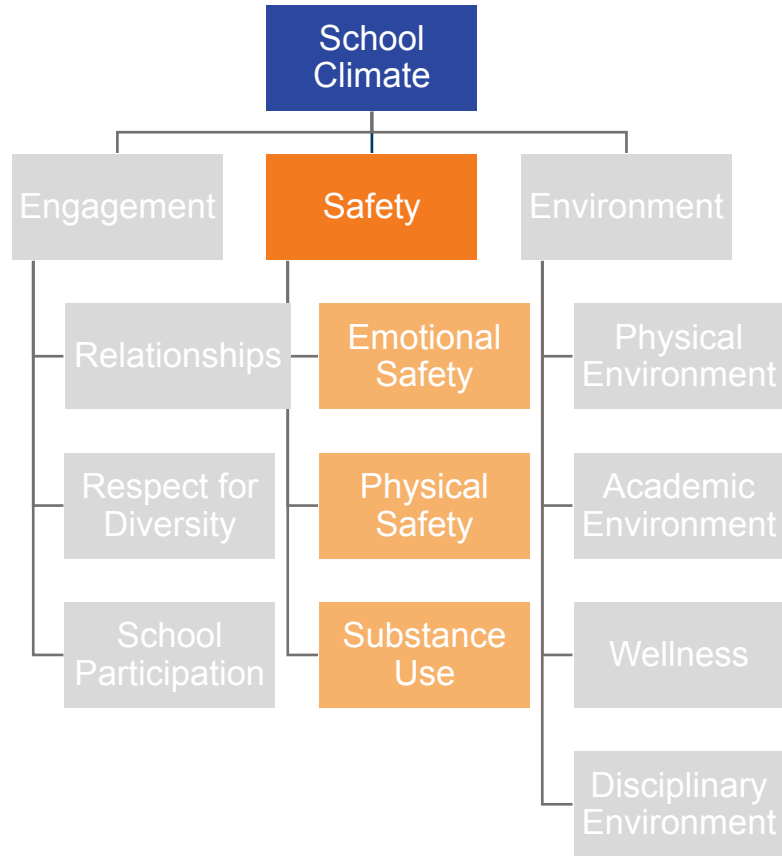 School
Climate
Engagement
Safety
Environment
Relationships
Emotional
Safety
Physical
Environment
Respect for
Diversity
Physical
Safety
Academic
Environment
School
Participation
Substance
Use
Wellness
Disciplinary
Environment